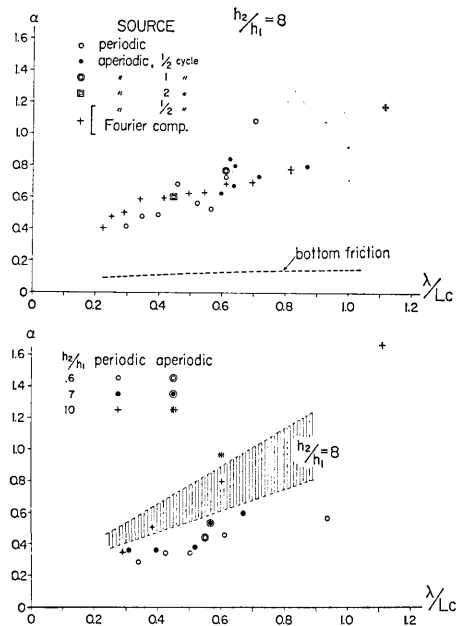 α
SOURCE
h₂/h₁=8
1.6
○ periodic
• aperiodic, 1/2 cycle
1.4
◎ " 1 "
▣ " 2 "
1.2
+ [ " 1/2 "
Fourier comp.
1.0
0.8
0.6
0.4
bottom friction
0.2
0
0 0.2 0.4 0.6 0.8 1.0 1.2 λ/Lc
α
1.6
h₂/h₁ periodic aperiodic
1.4
.6 ○ ◎
7 •
1.2
10 + ⁜
1.0
h₂/h₁=8
0.8
0.6
0.4
0.2
0
0 0.2 0.4 0.6 0.8 1.0 1.2 λ/Lc